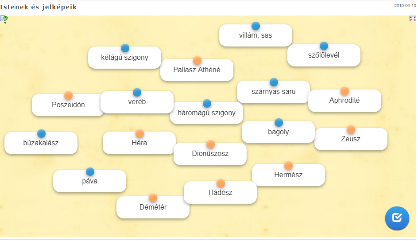 Istenek és jelképeik
villám, sas
kétágú szigony
szőlőlevél
Pallasz Athéné
szárnyas saru
Poszeidón
veréb
Aphrodité
háromágú szigony
bagoly
búzakalász
Héra
Zeusz
Dionüszosz
páva
Hermész
Hádész
Démétér